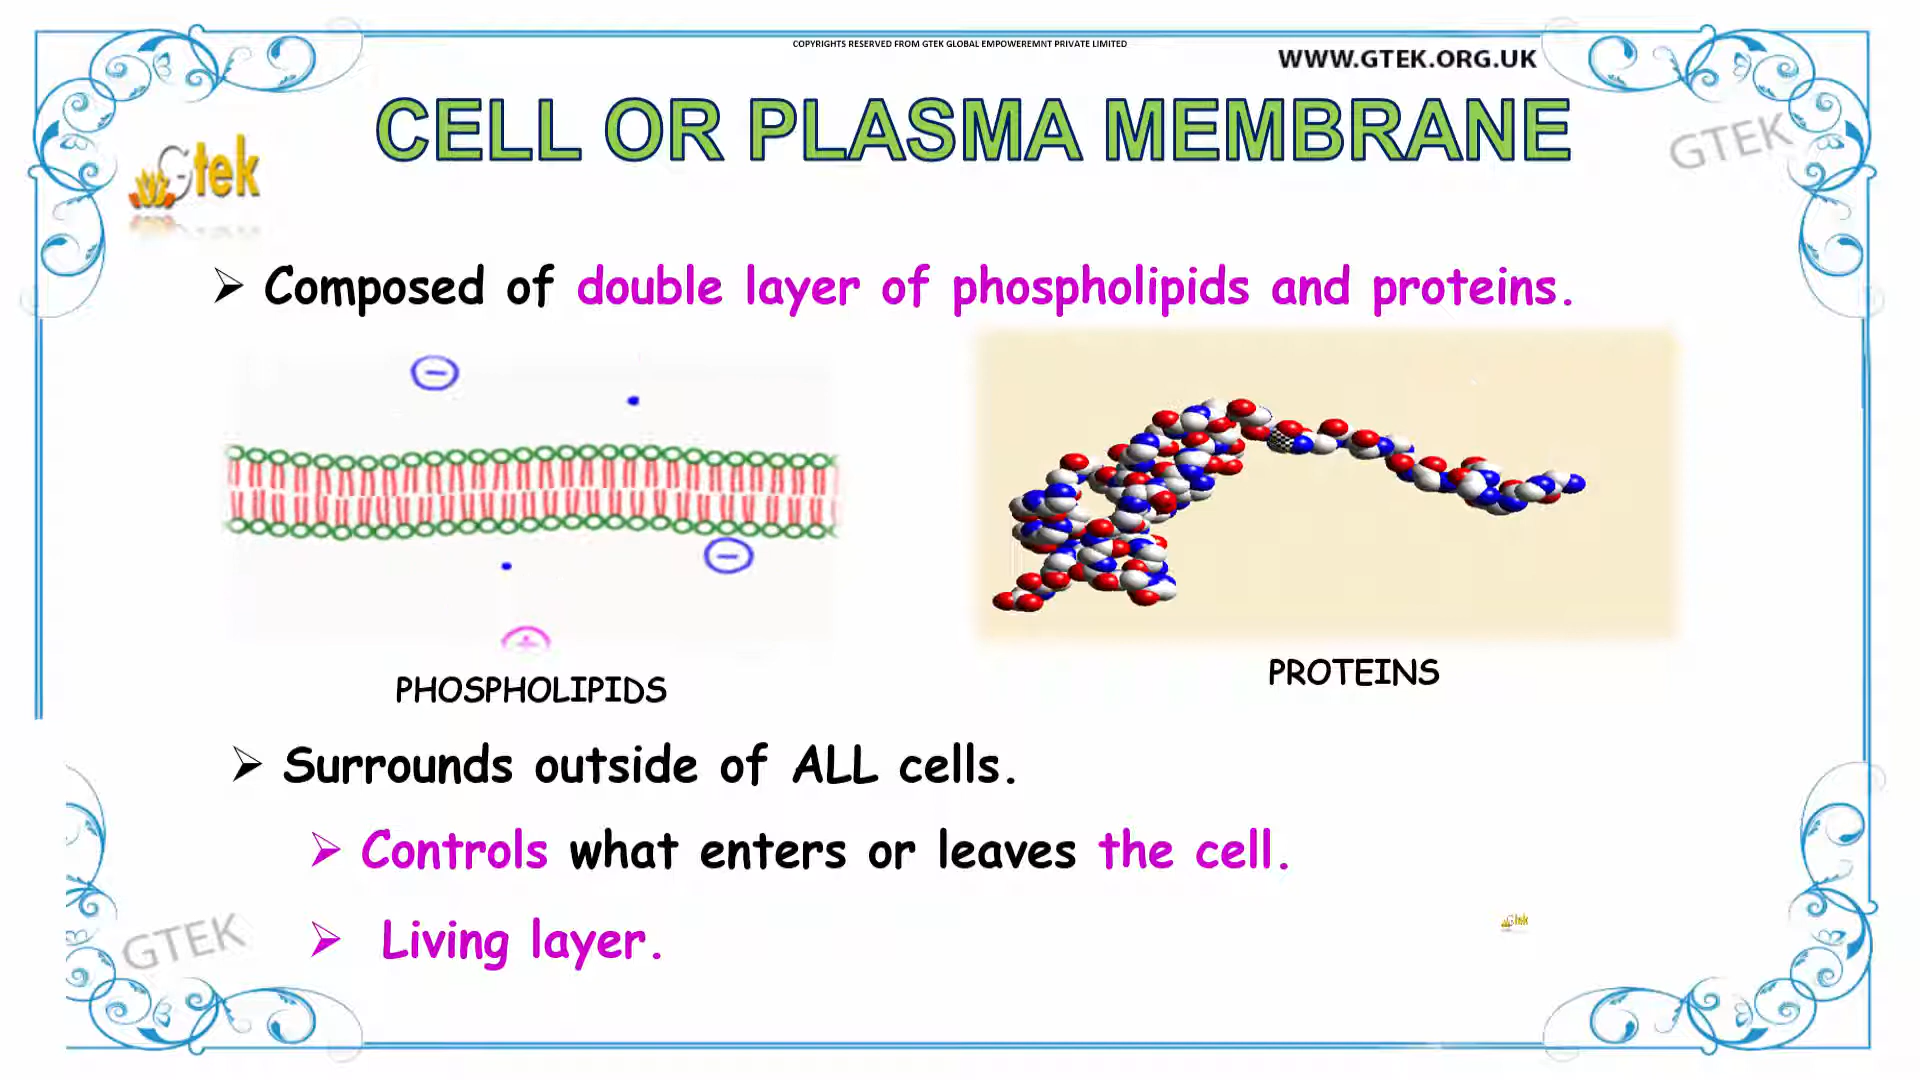 COPYRIGHTS RESERVED FROM GTEK GLOBAL EMPOWEREMNT PRIVATE LIMITED
WWW.GTEK.ORG.UK
CELL OR PLASMA MEMBRANE
GTEK
Gtek
➢ Composed of double layer of phospholipids and proteins.
PHOSPHOLIPIDS
PROTEINS
➢ Surrounds outside of ALL cells.
➢ Controls what enters or leaves the cell.
➢ Living layer.
GTEK
Gtek